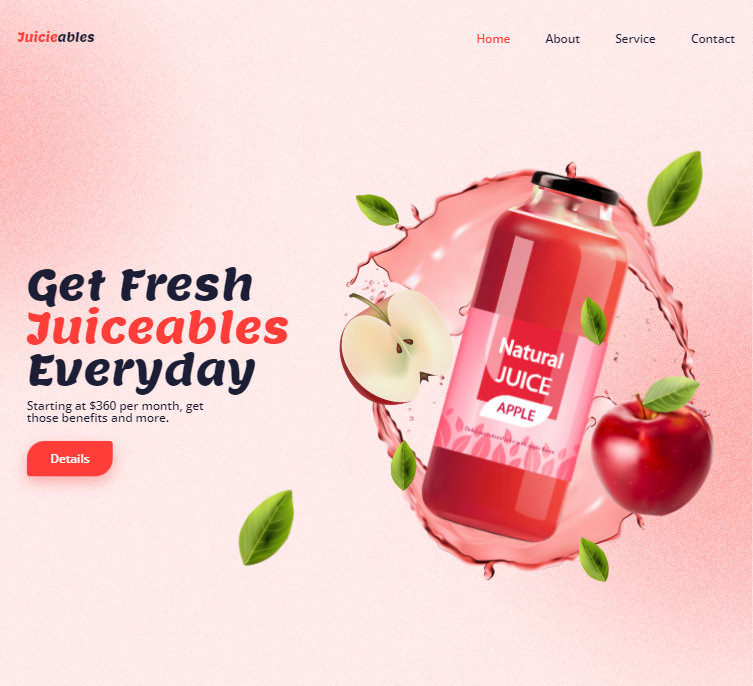 Juicieables
Home About Service Contact
Get Fresh
Juiceables
Everyday
Starting at $360 per month, get
those benefits and more.
Details
Natural
JUICE
APPLE